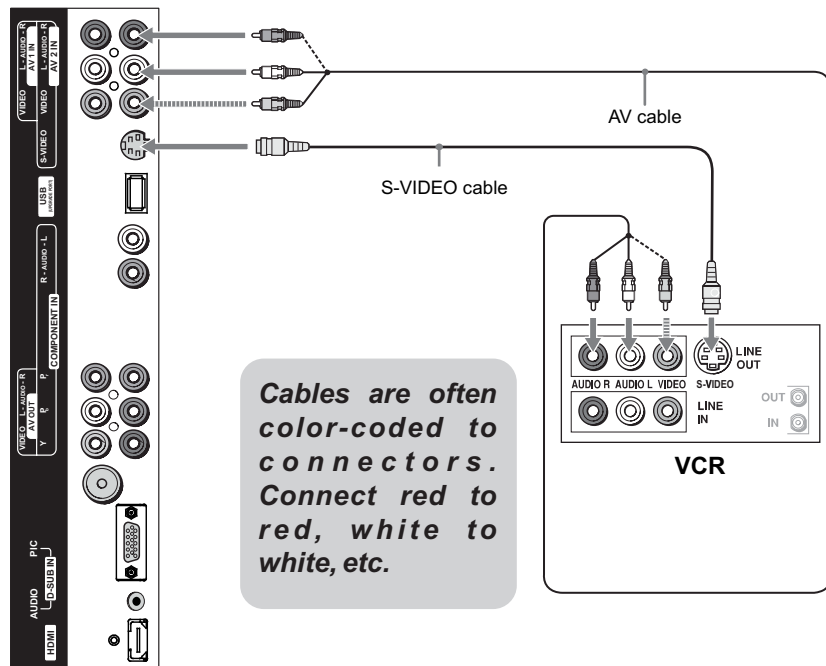 VIDEO L - AUDIO - R
AV 1 IN
S-VIDEO VIDEO L - AUDIO - R
AV 2 IN
USB
R - AUDIO - L
COMPONENT IN
VIDEO L - AUDIO - R
AV OUT
Y
PIC
AUDIO
D-SUB IN
HDMI
AV cable
S-VIDEO cable
LINE
OUT
AUDIO R AUDIO L VIDEO S-VIDEO
LINE
IN
OUT
IN
VCR
Cables are often
color-coded to
connectors.
Connect red to
red, white to
white, etc.